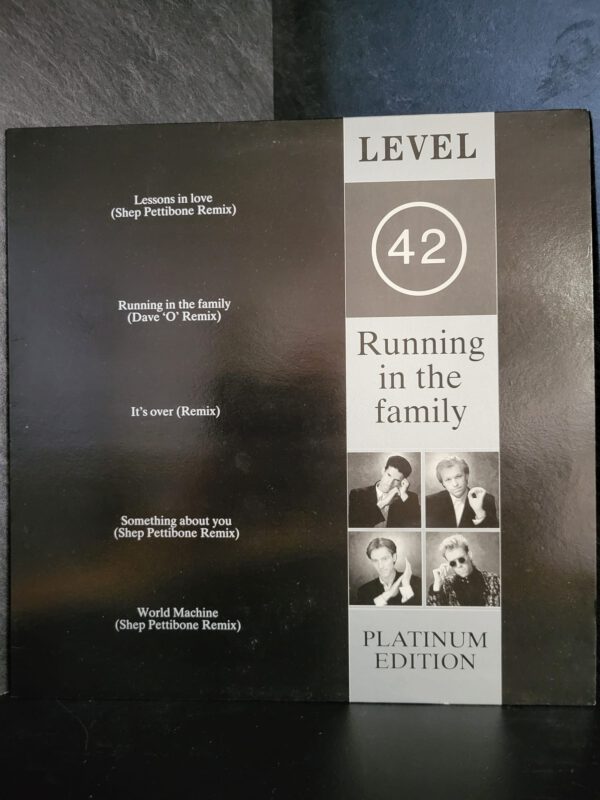 Lessons in love
(Shep Pettibone Remix)
Running in the family
(Dave ‘O’ Remix)
It's over (Remix)
Something about you
(Shep Pettibone Remix)
World Machine
(Shep Pettibone Remix)
LEVEL
42
Running
in the
family
PLATINUM
EDITION